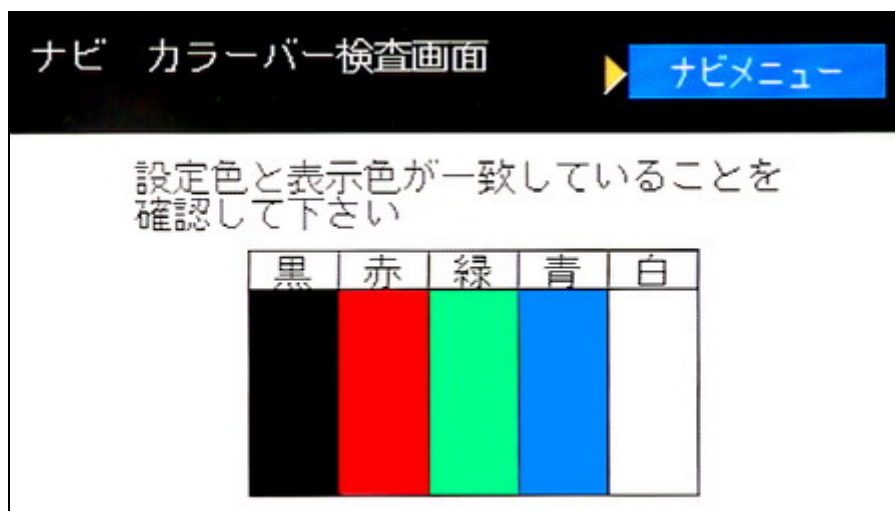 ナビ　カラーバー検査画面
ナビメニュー
設定色と表示色が一致していることを
確認して下さい
黒 赤 緑 青 白